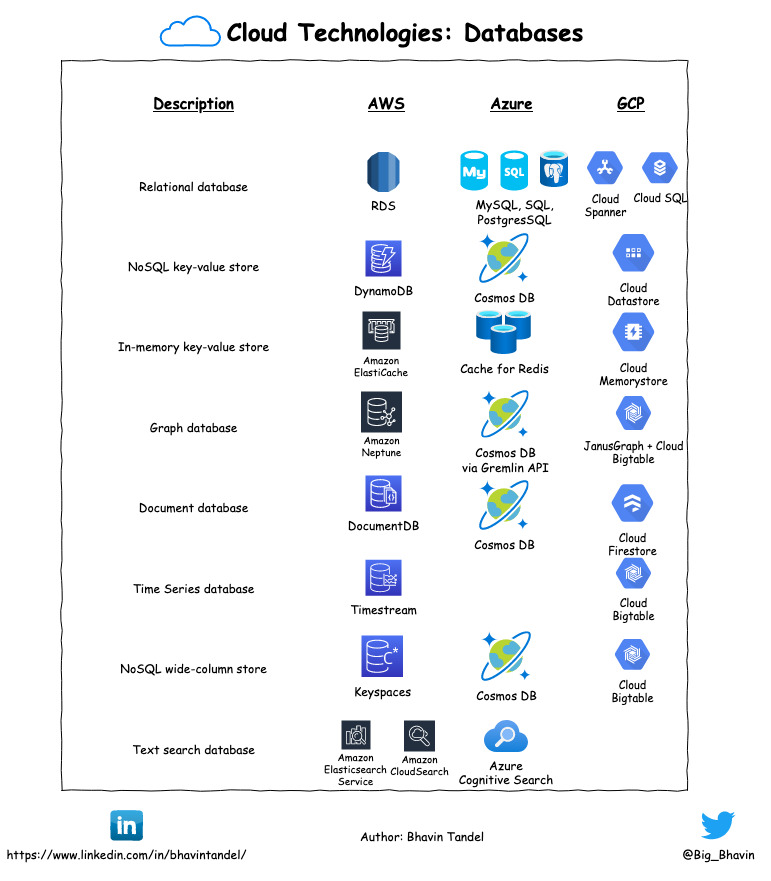 Cloud Technologies: Databases
Description AWS Azure GCP
My SQL
Relational database RDS MySQL, SQL, PostgresSQL Cloud Spanner Cloud SQL
NoSQL key-value store DynamoDB Cosmos DB Cloud Datastore
In-memory key-value store Amazon ElastiCache Cache for Redis Cloud Memorystore
Graph database Amazon Neptune Cosmos DB via Gremlin API JanusGraph + Cloud Bigtable
Document database DocumentDB Cosmos DB Cloud Firestore
Time Series database Timestream Cloud Bigtable
C*
NoSQL wide-column store Keyspaces Cosmos DB Cloud Bigtable
Text search database Amazon Elasticsearch Service Amazon CloudSearch Azure Cognitive Search
in
Author: Bhavin Tandel
https://www.linkedin.com/in/bhavintandel/ @Big_Bhavin